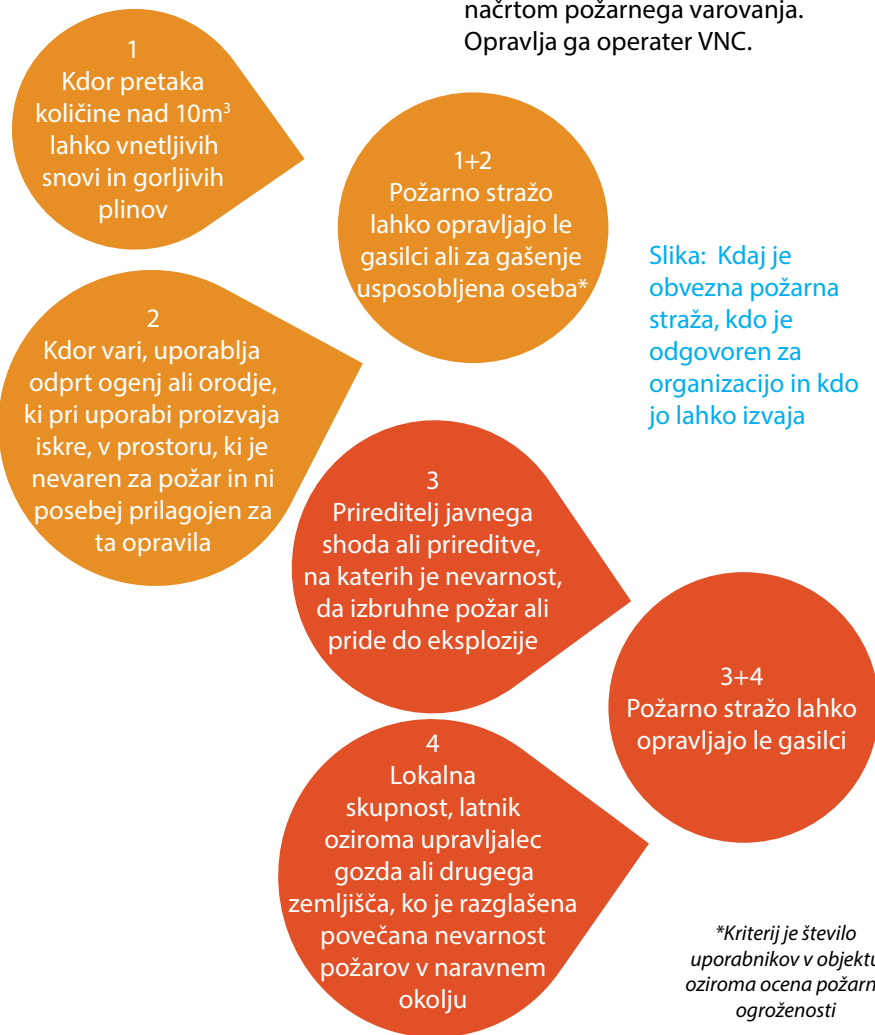 načrtom požarnega varovanja.
Opravlja ga operater VNC.
1
Kdor pretaka
količine nad 10m³
lahko vnetljivih
snovi in gorljivih
plinov
1+2
Požarno stražo
lahko opravljajo le
gasilci ali za gašenje
usposobljena oseba*
Slika: Kdaj je
obvezna požarna
straža, kdo je
odgovoren za
organizacijo in kdo
jo lahko izvaja
2
Kdor vari, uporablja
odprt ogenj ali orodje,
ki pri uporabi proizvaja
iskre, v prostoru, ki je
nevaren za požar in ni
posebej prilagojen za
ta opravila
3
Prireditelj javnega
shoda ali prireditve,
na katerih je nevarnost,
da izbruhne požar ali
pride do eksplozije
3+4
Požarno stražo lahko
opravljajo le gasilci
4
Lokalna
skupnost, latnik
oziroma upravljalec
gozda ali drugega
zemljišča, ko je razglašena
povečana nevarnost
požarov v naravnem
okolju
*Kriterij je število
uporabnikov v objektu
oziroma ocena požarn
ogroženosti